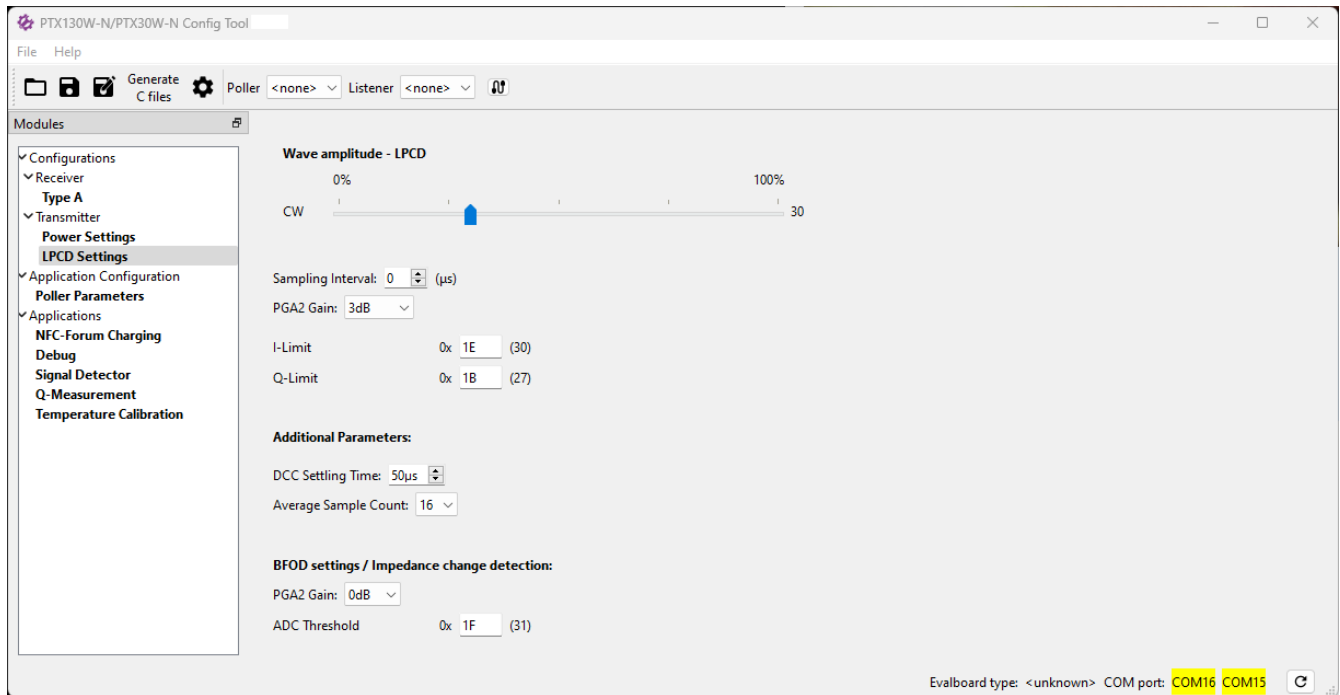 PTX130W-N/PTX30W-N Config Tool
File Help
Generate C files Poller <none> Listener <none>
Modules
Configurations
Receiver
Type A
Transmitter
Power Settings
LPCD Settings
Application Configuration
Poller Parameters
Applications
NFC-Forum Charging
Debug
Signal Detector
Q-Measurement
Temperature Calibration
Wave amplitude - LPCD
0% 100%
CW 30
Sampling Interval: 0 (µs)
PGA2 Gain: 3dB
I-Limit 0x 1E (30)
Q-Limit 0x 1B (27)
Additional Parameters:
DCC Settling Time: 50µs
Average Sample Count: 16
BFOD settings / Impedance change detection:
PGA2 Gain: 0dB
ADC Threshold 0x 1F (31)
Evalboard type: <unknown> COM port: COM16 COM15